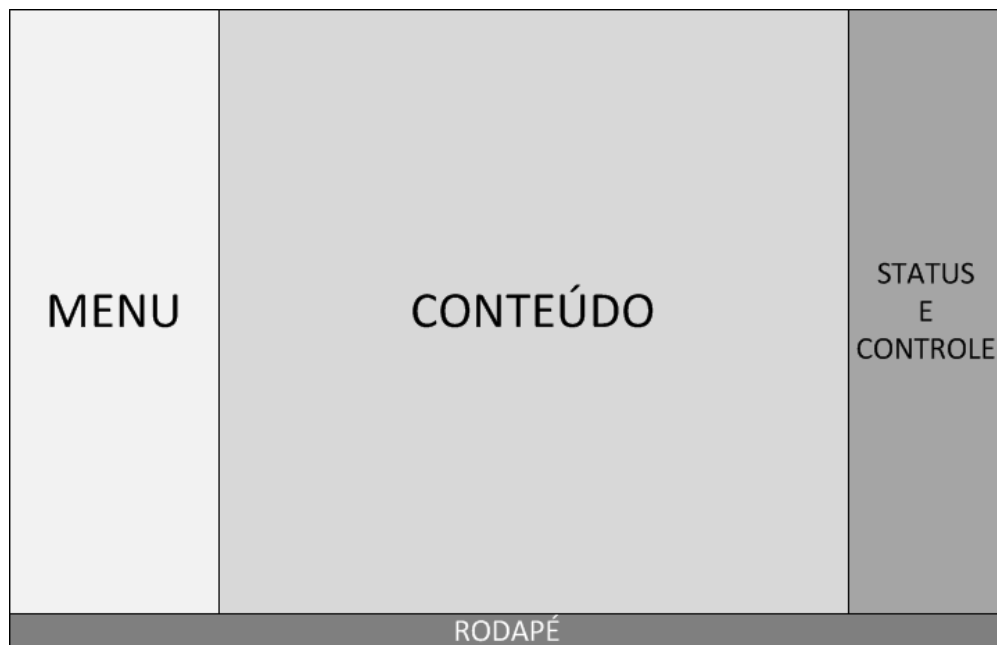 MENU
CONTEÚDO
STATUS
E
CONTROLE
RODAPÉ